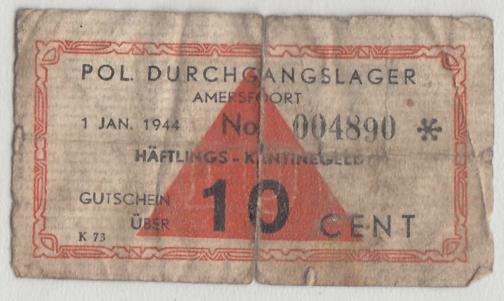 POL. DURCHGANGSLAGER
AMERSFOORT
1 JAN. 1944 No 004890 *
HÄFTLINGS - KANTINEGELD
GUTSCHEIN
ÜBER 10 CENT
K 73